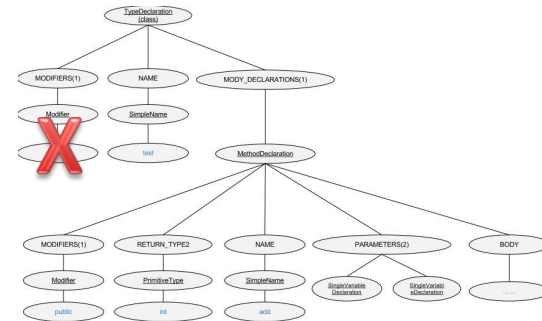 TypeDeclaration
(class)
MODIFIERS(1)
NAME
MODY_DECLARATIONS(1)
Modifier
SimpleName
X
test
MethodDeclaration
MODIFIERS(1)
RETURN_TYPE2
NAME
PARAMETERS(2)
BODY
Modifier
PrimitiveType
SimpleName
SingleVariable
Declaration
SingleVariabl
eDeclaration
... ...
public
int
add